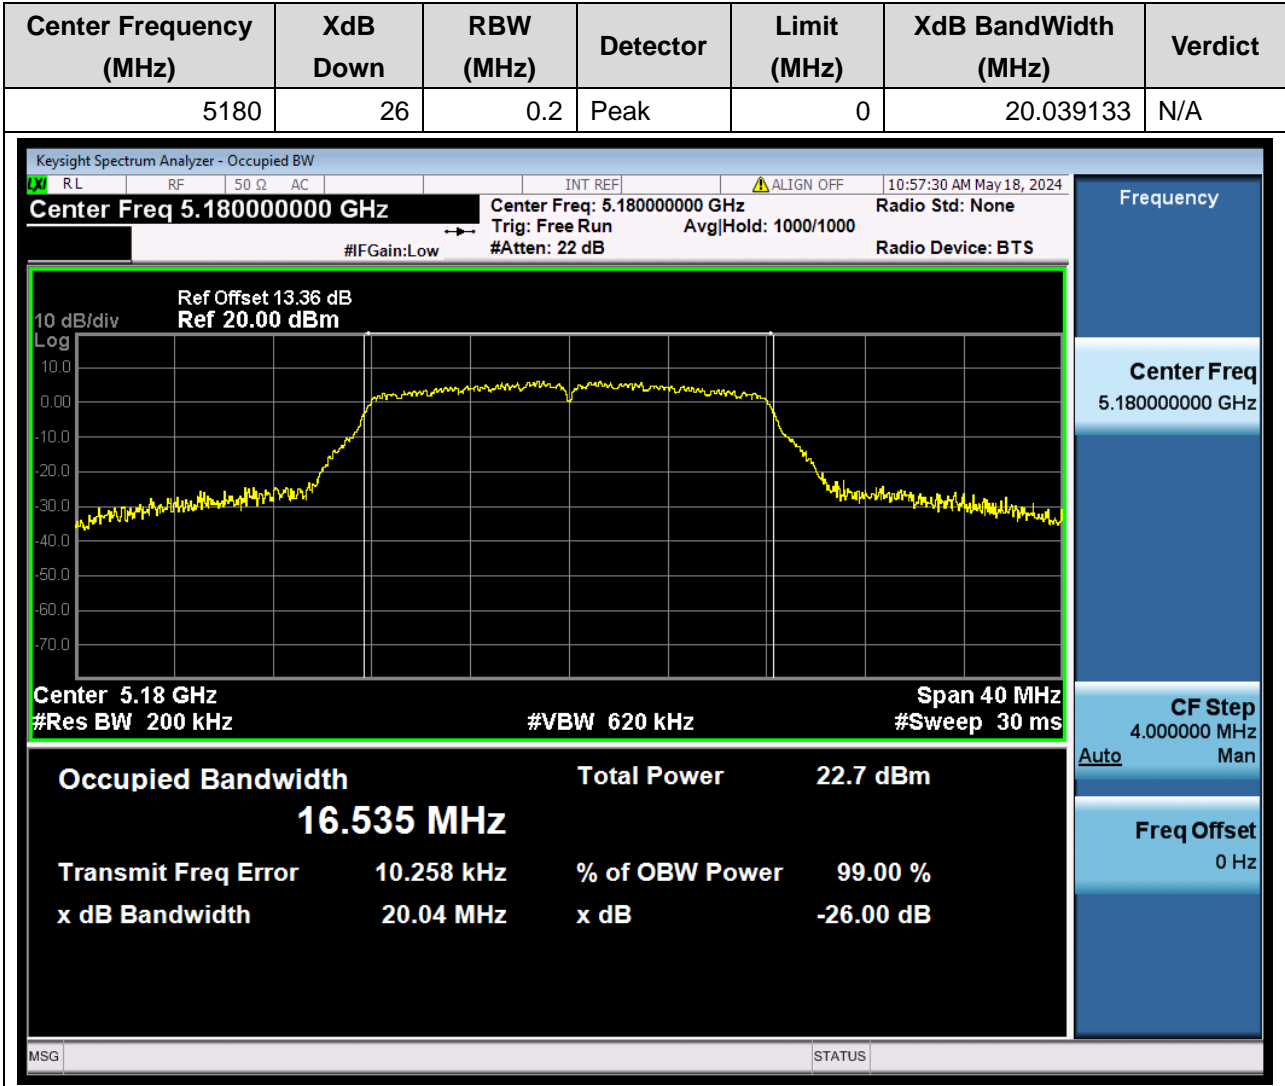 Center Frequency (MHz) XdB Down RBW (MHz) Detector Limit (MHz) XdB BandWidth (MHz) Verdict
5180 26 0.2 Peak 0 20.039133 N/A
Keysight Spectrum Analyzer - Occupied BW
LXI RL RF 50 Ω AC INT REF ALIGN OFF 10:57:30 AM May 18, 2024
Center Freq 5.180000000 GHz
Center Freq: 5.180000000 GHz
Radio Std: None
Trig: Free Run Avg|Hold: 1000/1000
#IFGain:Low #Atten: 22 dB
Radio Device: BTS
Ref Offset 13.36 dB
10 dB/div Ref 20.00 dBm
Log
10.0
0.00
-10.0
-20.0
-30.0
-40.0
-50.0
-60.0
-70.0
Center 5.18 GHz Span 40 MHz
#Res BW 200 kHz #VBW 620 kHz #Sweep 30 ms
Occupied Bandwidth Total Power 22.7 dBm
16.535 MHz
Transmit Freq Error 10.258 kHz % of OBW Power 99.00 %
x dB Bandwidth 20.04 MHz x dB -26.00 dB
Frequency
Center Freq
5.180000000 GHz
CF Step
4.000000 MHz
Auto Man
Freq Offset
0 Hz
MSG STATUS